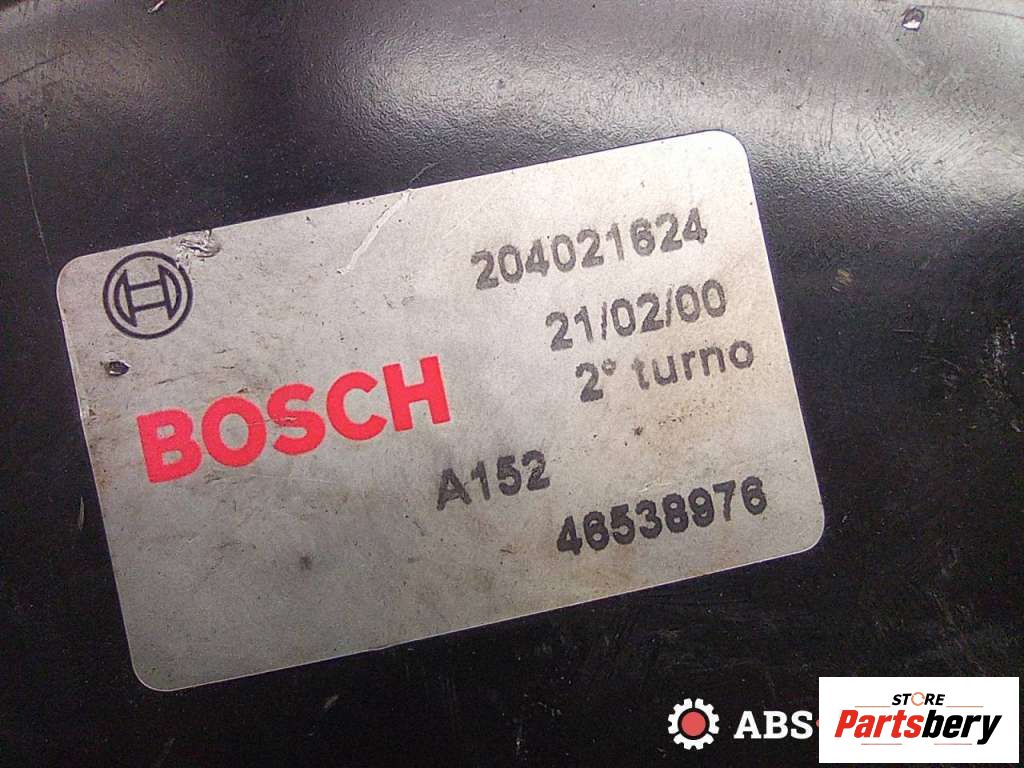 204021624
21/02/00
2° turno
BOSCH
A152
46538976
ABS-
STORE
Partsbery